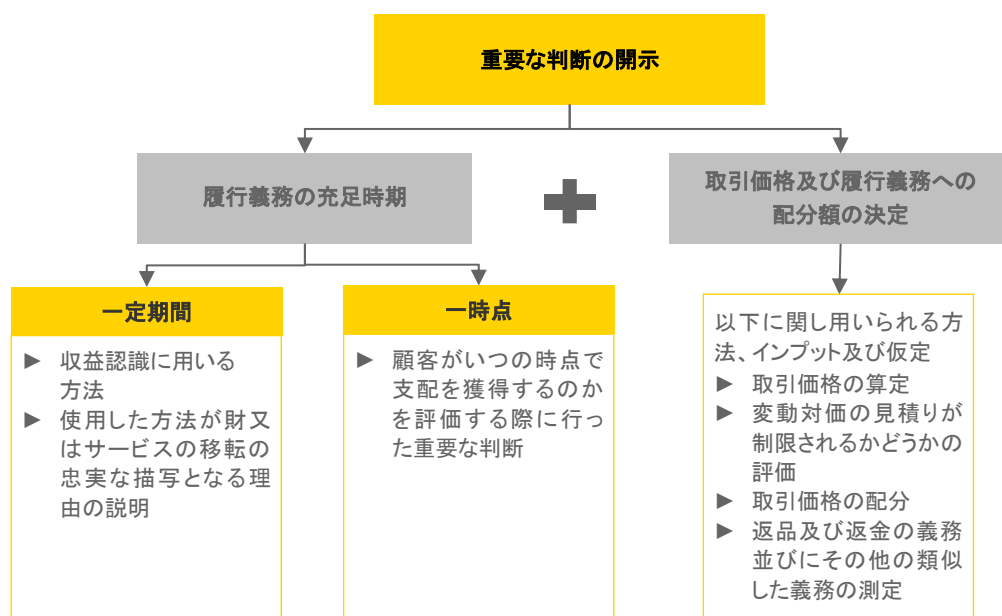 重要な判断の開示
履行義務の充足時期
取引価格及び履行義務への
配分額の決定
一定期間
► 収益認識に用いる
方法
► 使用した方法が財又
はサービスの移転の
忠実な描写となる理
由の説明
一時点
► 顧客がいつの時点で
支配を獲得するのか
を評価する際に行っ
た重要な判断
以下に関し用いられる方
法、インプット及び仮定
► 取引価格の算定
► 変動対価の見積りが
制限されるかどうかの
評価
► 取引価格の配分
► 返品及び返金の義務
並びにその他の類似
した義務の測定